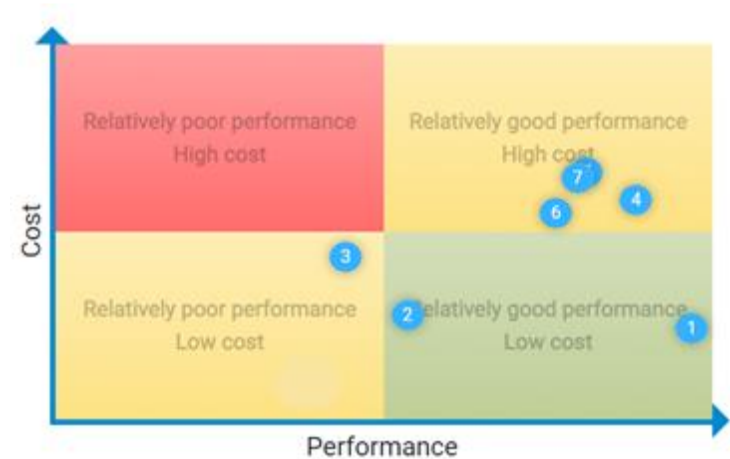 Relatively poor performance
High cost
Relatively good performance
High cost
7
4
6
Cost
3
Relatively poor performance
Low cost
2
elatively good performance
Low cost
1
Performance